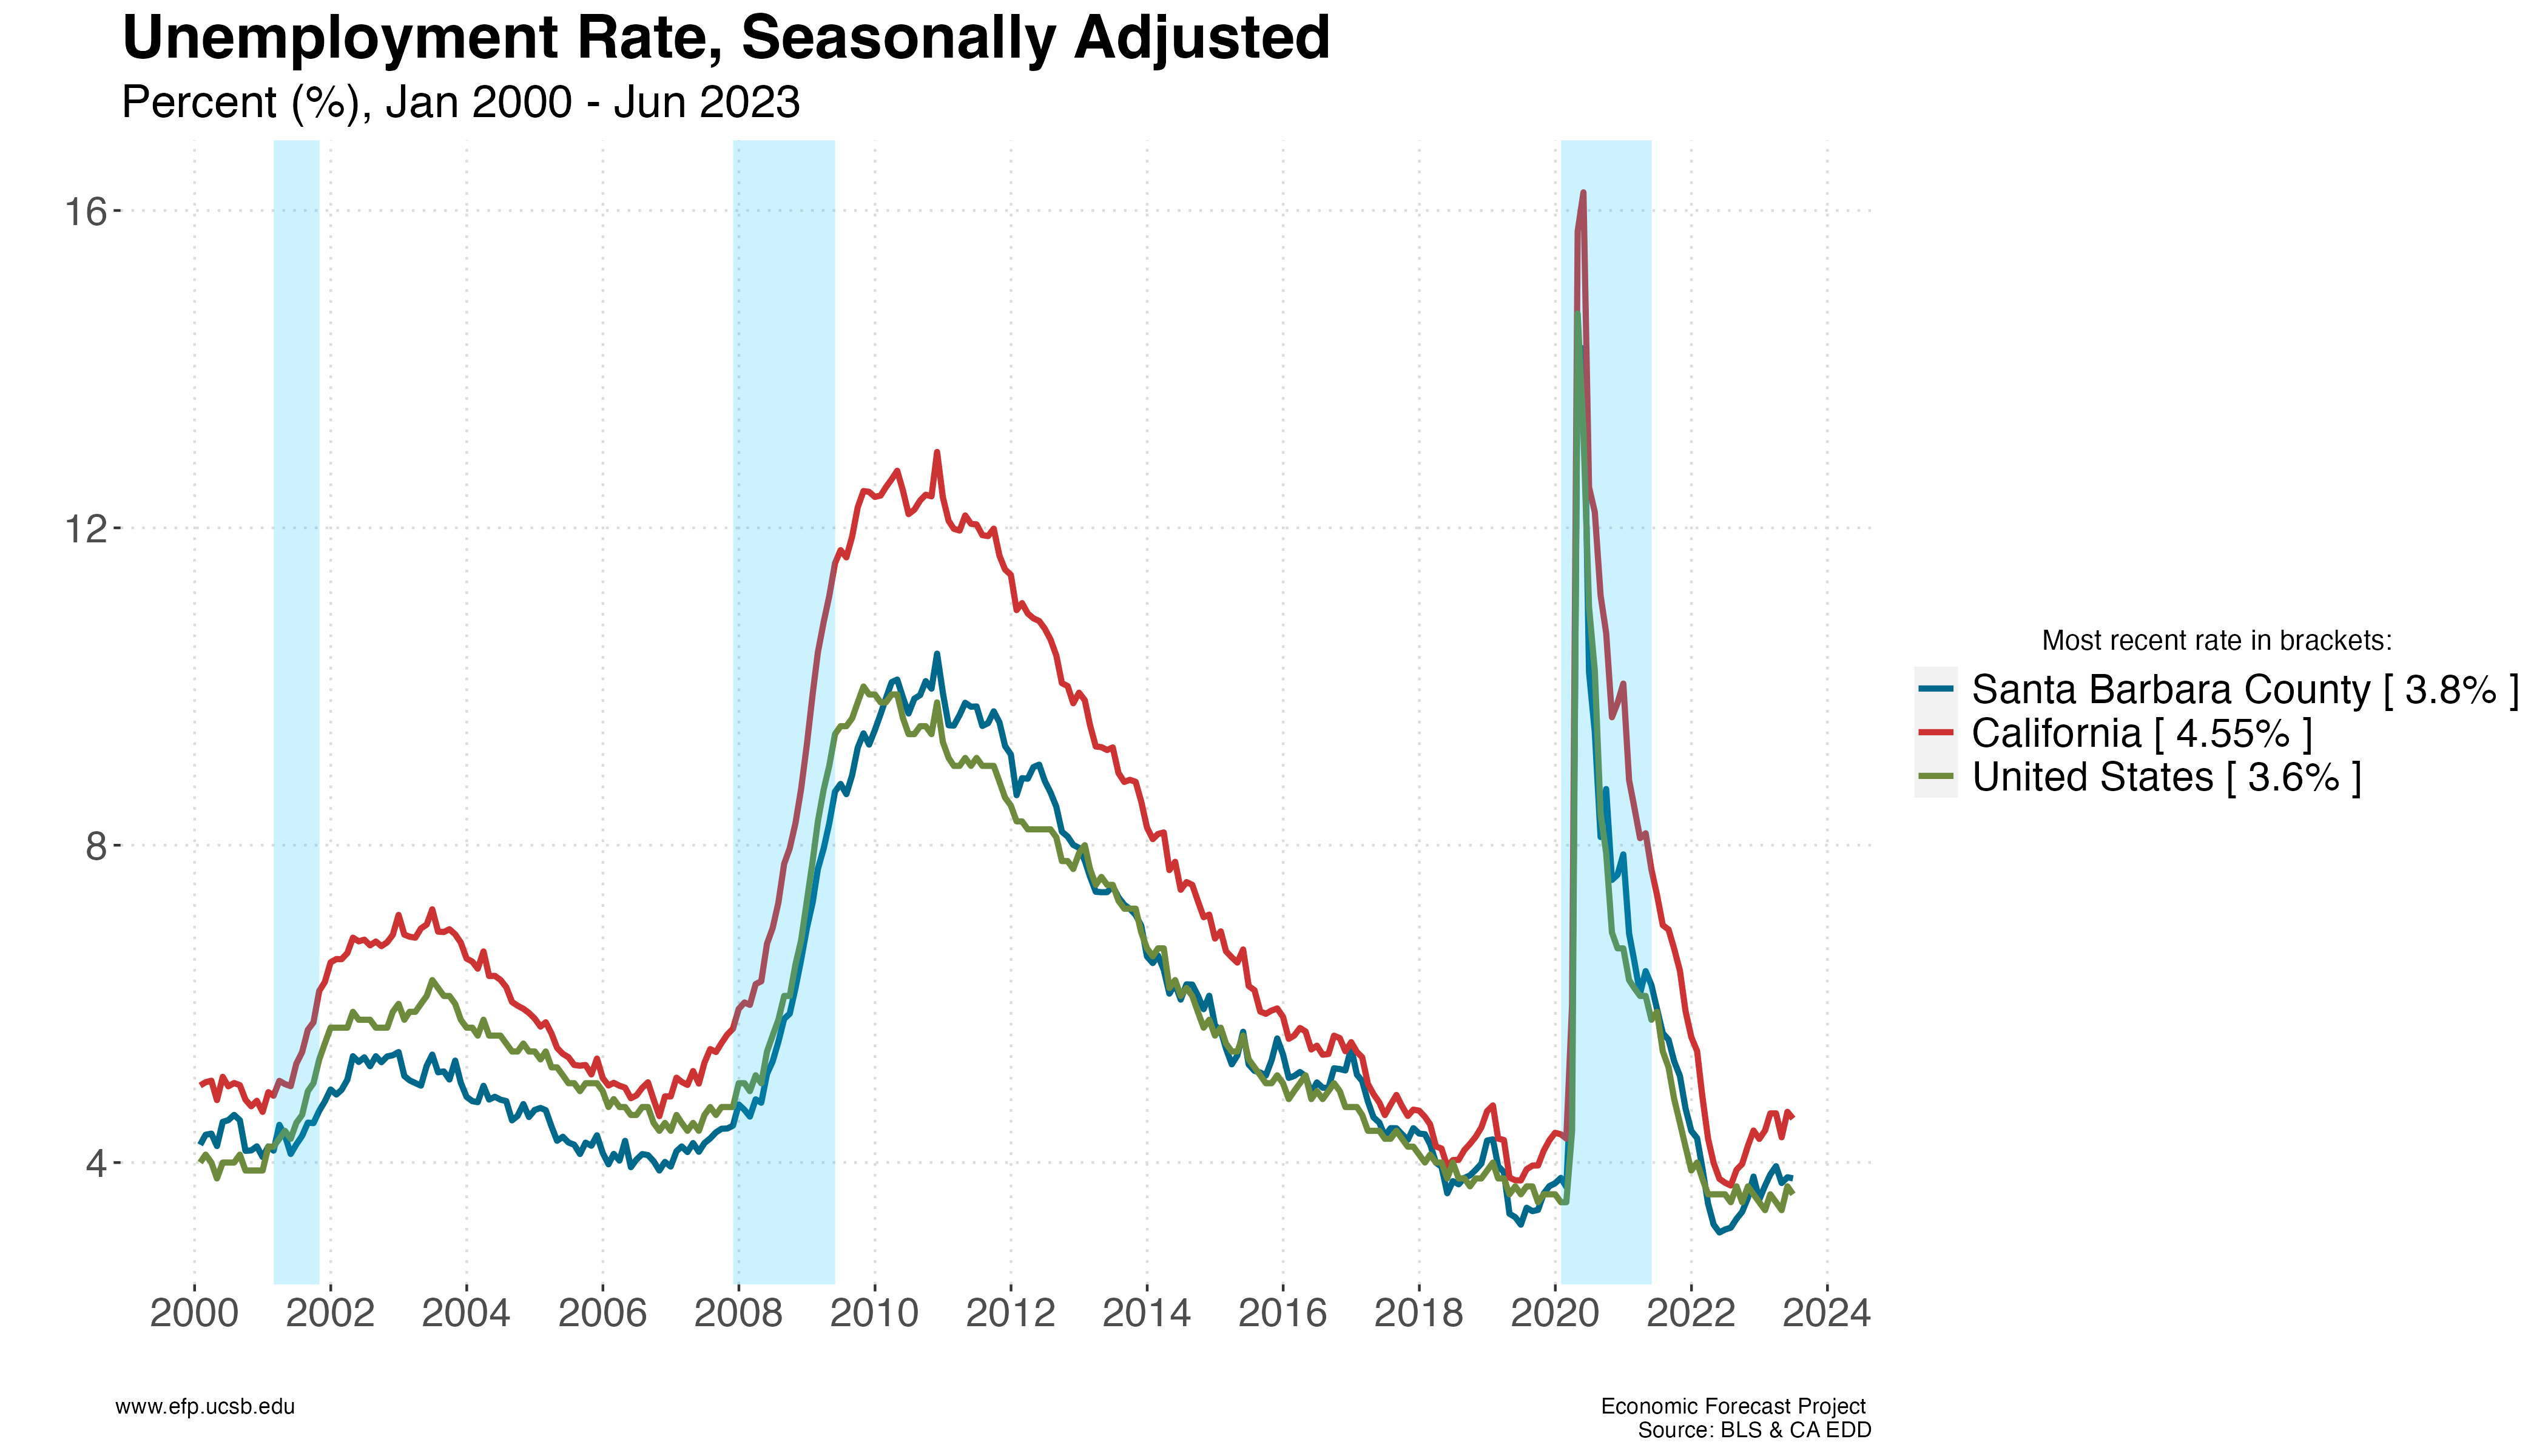 Unemployment Rate, Seasonally Adjusted
Percent (%), Jan 2000 - Jun 2023
16
12
8
4
2000 2002 2004 2006 2008 2010 2012 2014 2016 2018 2020 2022 2024
Most recent rate in brackets:
Santa Barbara County [ 3.8% ]
California [ 4.55% ]
United States [ 3.6% ]
www.efp.ucsb.edu
Economic Forecast Project
Source: BLS & CA EDD